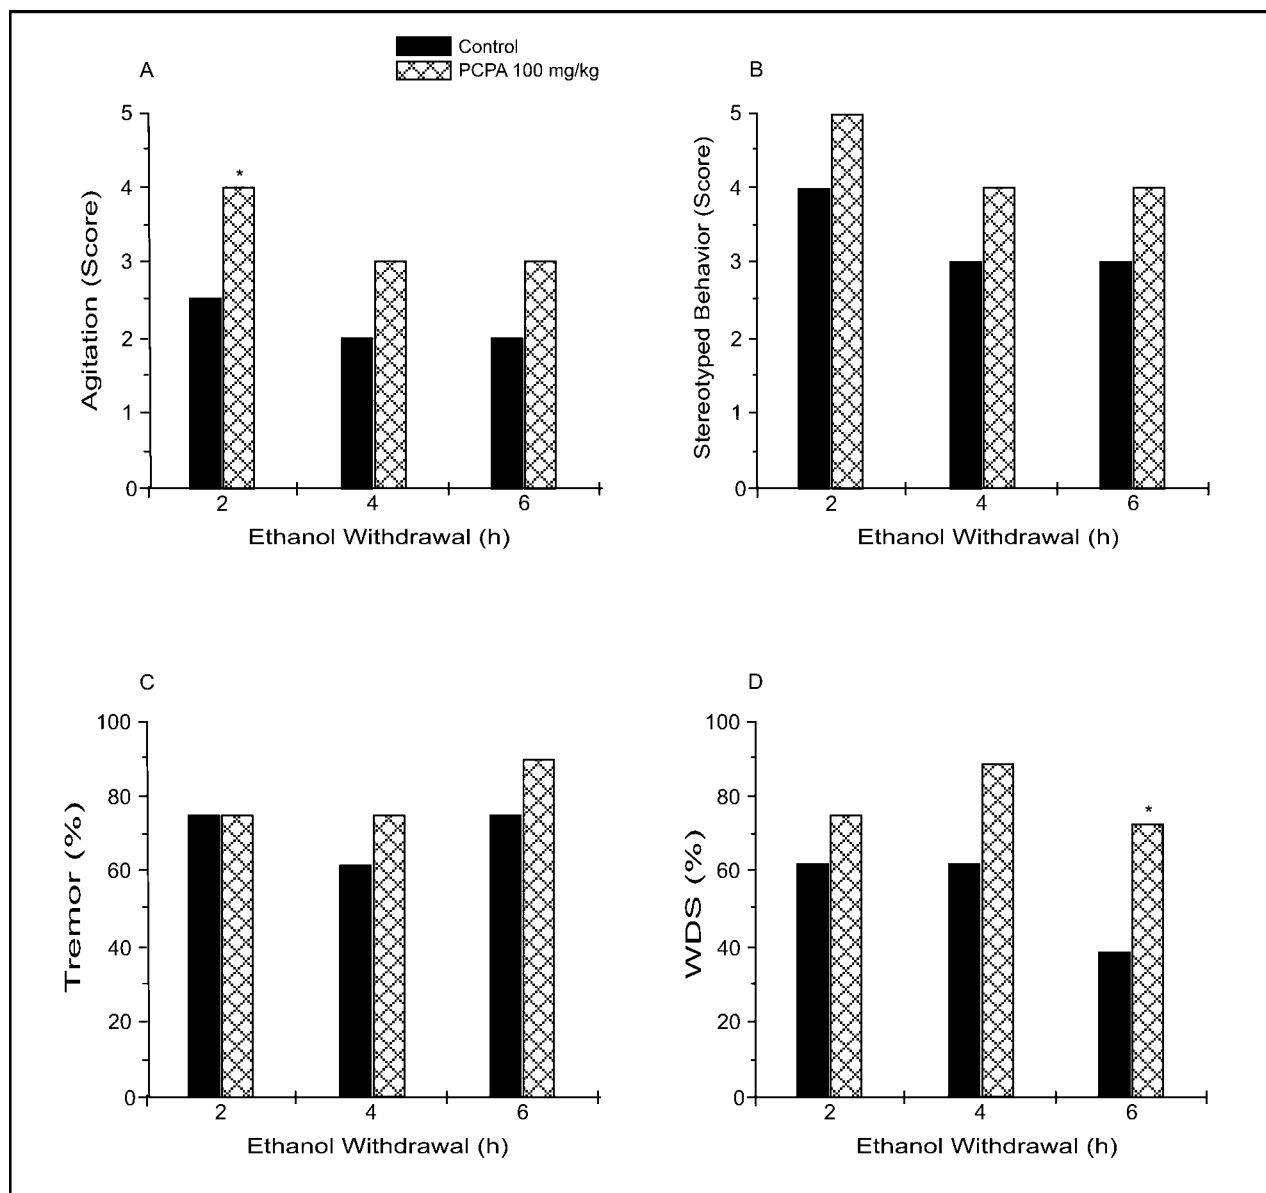 Control
PCPA 100 mg/kg
A
5
4
3
2
1
0
*
Agitation (Score)
2 4 6
Ethanol Withdrawal (h)
B
5
4
3
2
1
0
Stereotyped Behavior (Score)
2 4 6
Ethanol Withdrawal (h)
C
100
80
60
40
20
0
Tremor (%)
2 4 6
Ethanol Withdrawal (h)
D
100
80
60
40
20
0
*
WDS (%)
2 4 6
Ethanol Withdrawal (h)